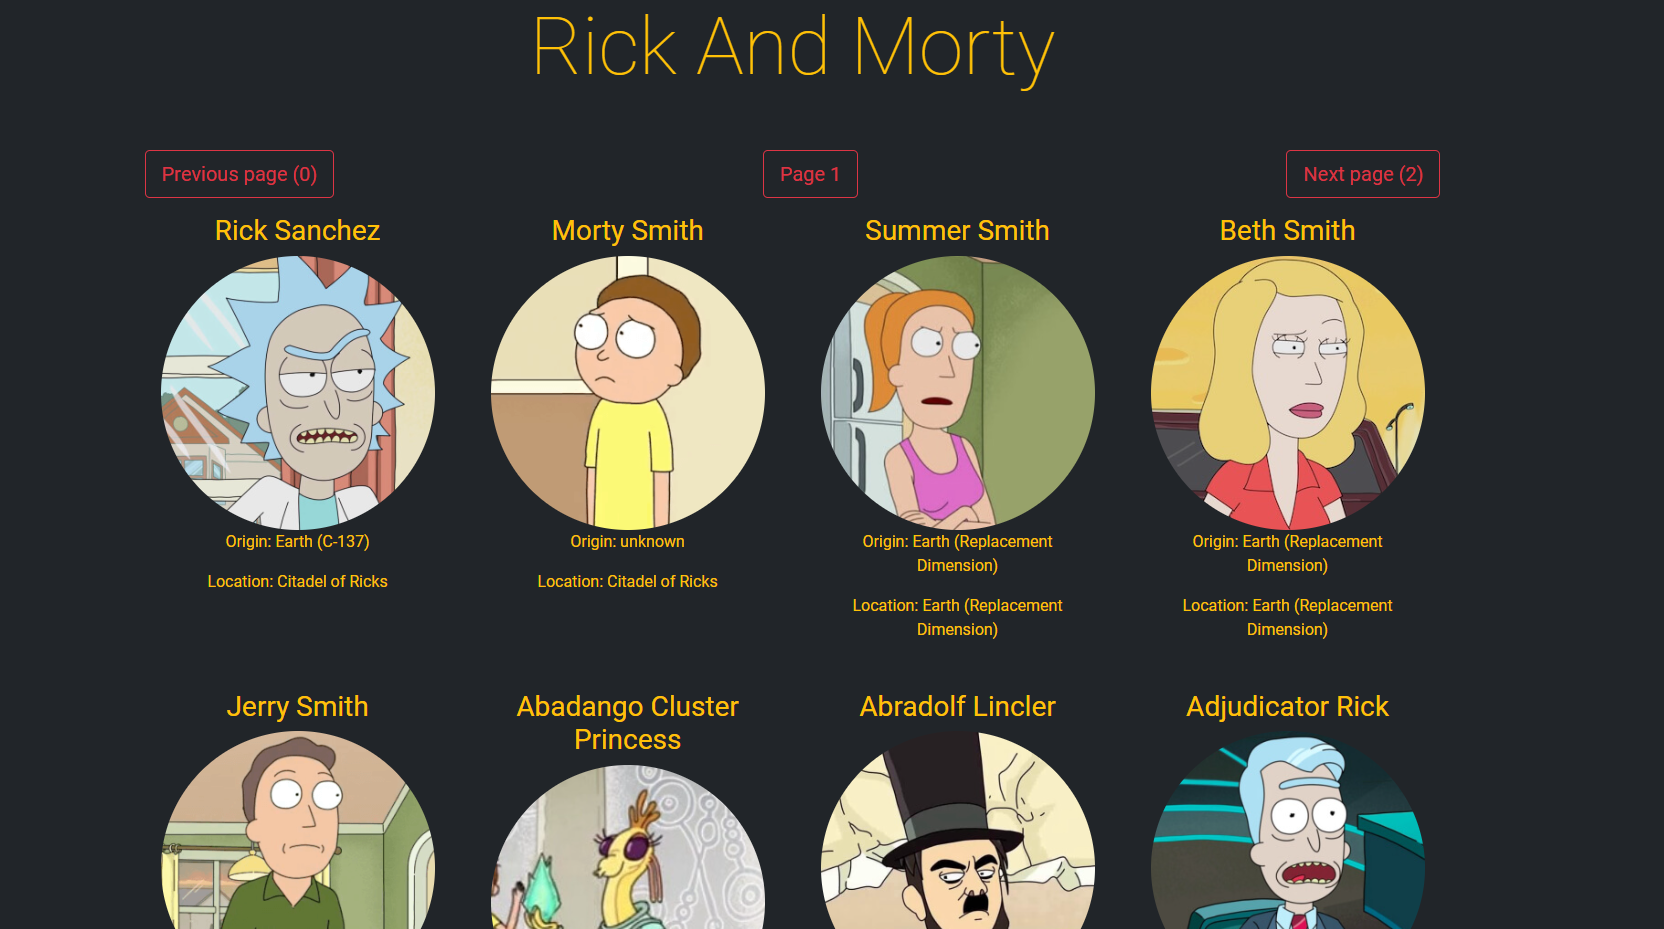 Rick And Morty
Previous page (0)
Page 1
Next page (2)
Rick Sanchez
Morty Smith
Summer Smith
Beth Smith
Origin: Earth (C-137)
Location: Citadel of Ricks
Origin: unknown
Location: Citadel of Ricks
Origin: Earth (Replacement
Dimension)
Location: Earth (Replacement
Dimension)
Origin: Earth (Replacement
Dimension)
Location: Earth (Replacement
Dimension)
Jerry Smith
Abadango Cluster
Princess
Abradolf Lincler
Adjudicator Rick